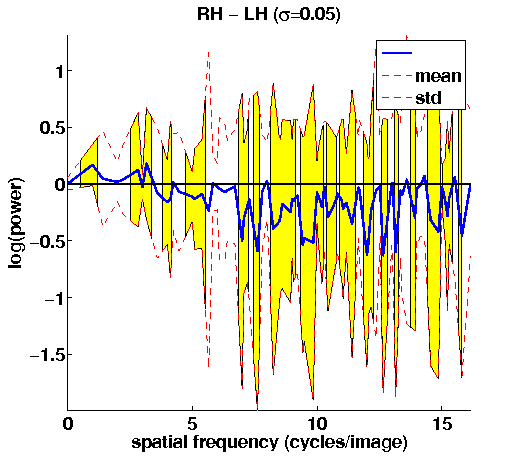 RH − LH (σ=0.05)
mean
std
log(power)
1
0.5
0
−0.5
−1
−1.5
0
5
10
15
spatial frequency (cycles/image)